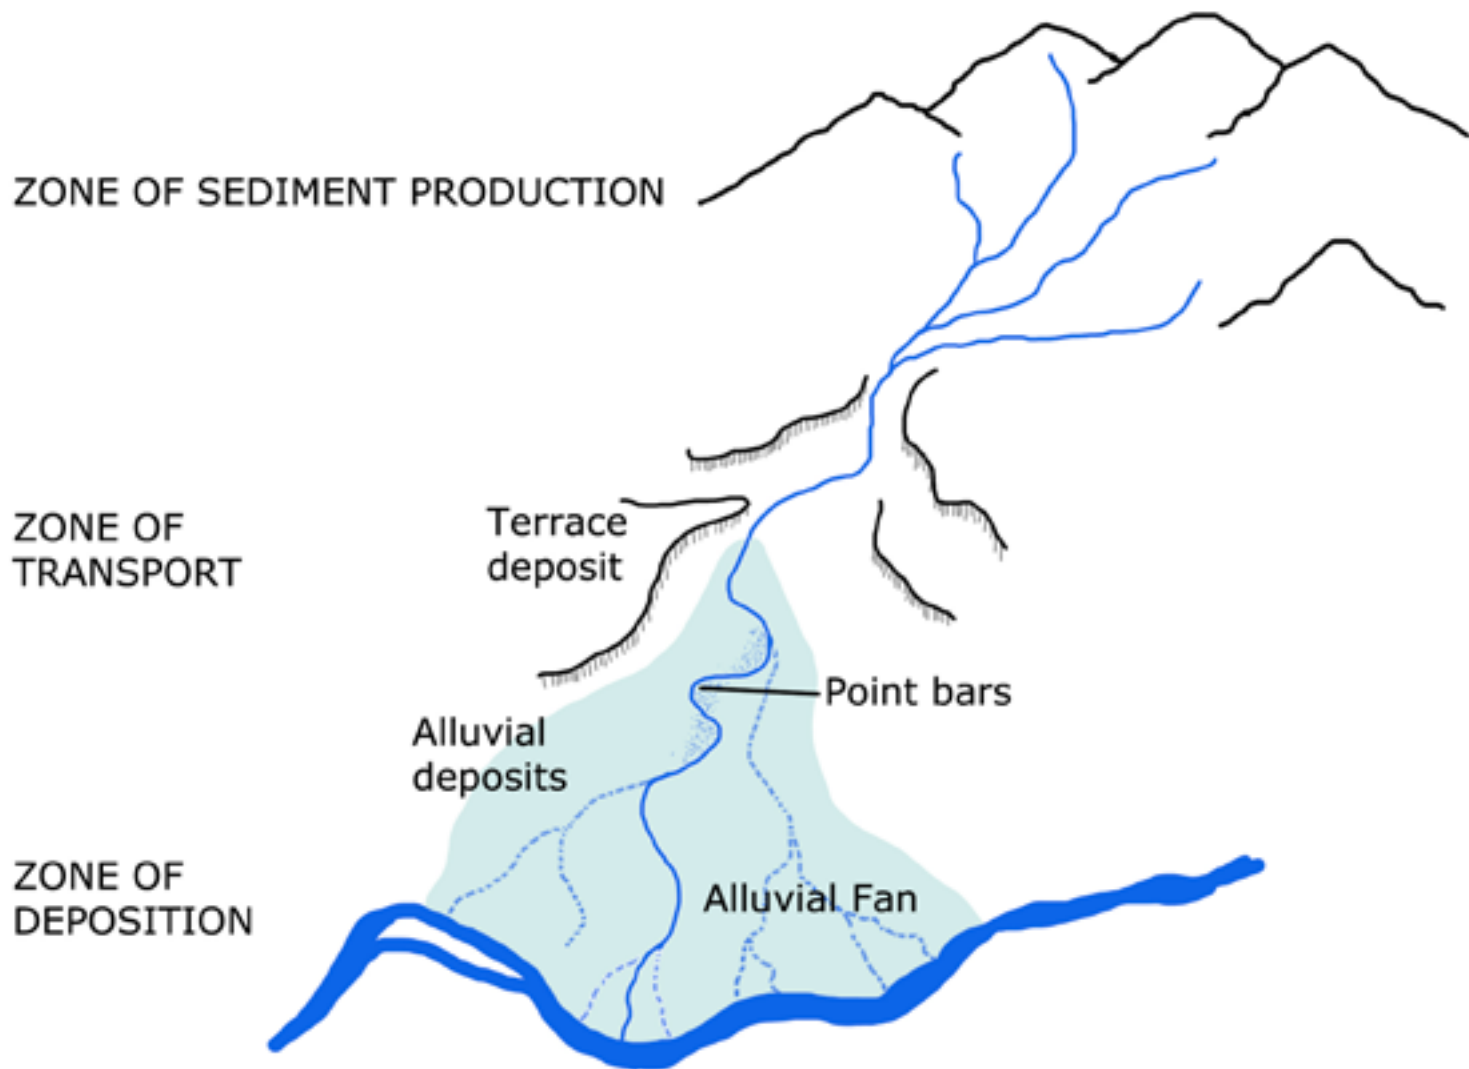 ZONE OF SEDIMENT PRODUCTION
ZONE OF
TRANSPORT
Terrace
deposit
Point bars
Alluvial
deposits
ZONE OF
DEPOSITION
Alluvial Fan